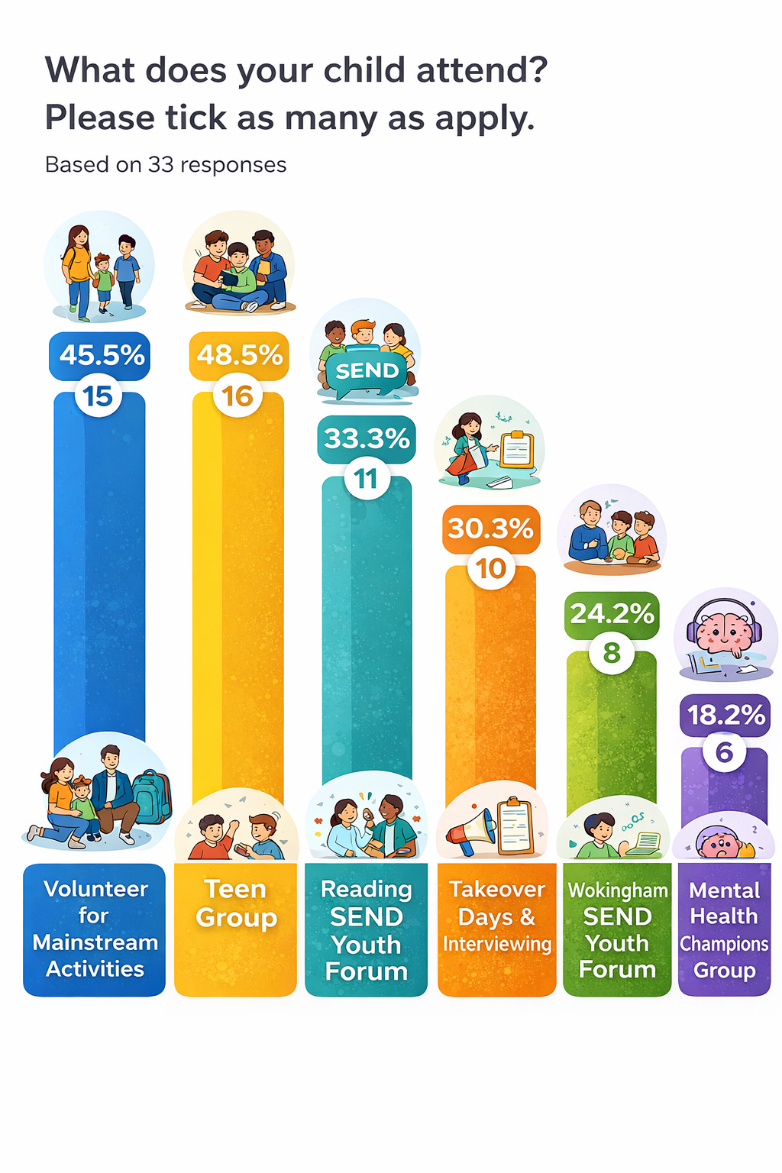 What does your child attend?
Please tick as many as apply.
Based on 33 responses
45.5%
15
48.5%
16
SEND
33.3%
11
30.3%
10
24.2%
8
18.2%
6
Volunteer
for
Mainstream
Activities
Teen
Group
Reading
SEND
Youth
Forum
Takeover
Days &
Interviewing
Wokingham
SEND
Youth
Forum
Mental
Health
Champions
Group